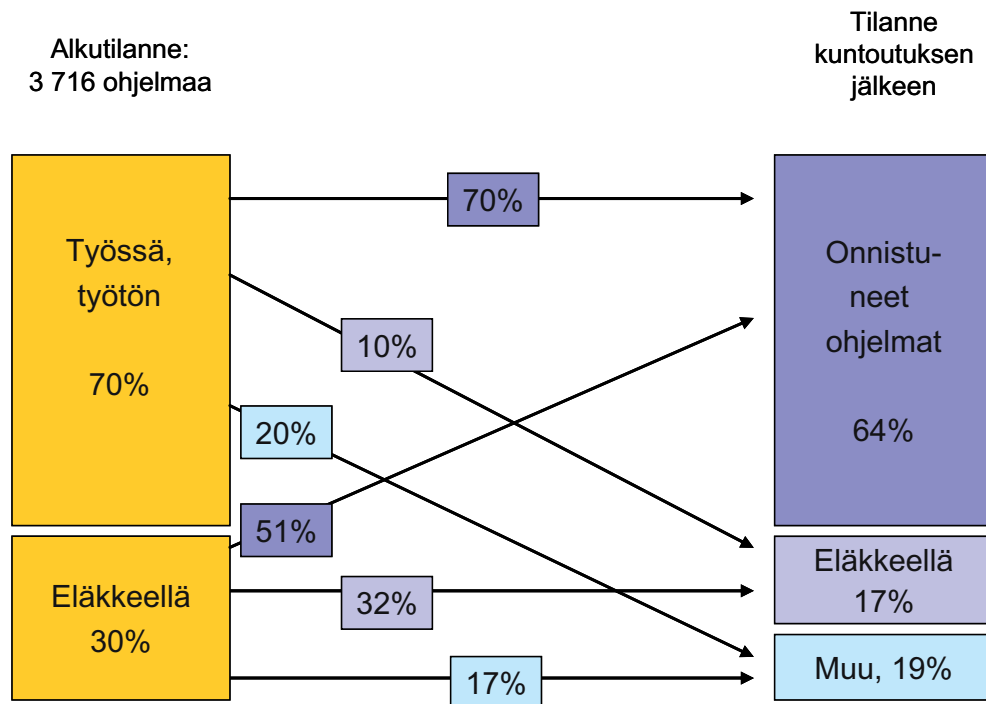 Alkutilanne:
3 716 ohjelmaa
Tilanne
kuntoutuksen
jälkeen
Työssä,
työtön
70%
Eläkkeellä
30%
70%
10%
20%
51%
32%
17%
Onnistu-
neet
ohjelmat
64%
Eläkkeellä
17%
Muu, 19%